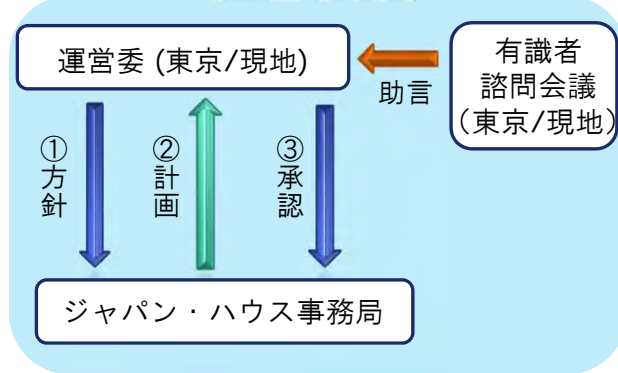 運営委 (東京/現地)
有識者
諮問会議
(東京/現地)
助言
①方針
②計画
③承認
ジャパン・ハウス事務局